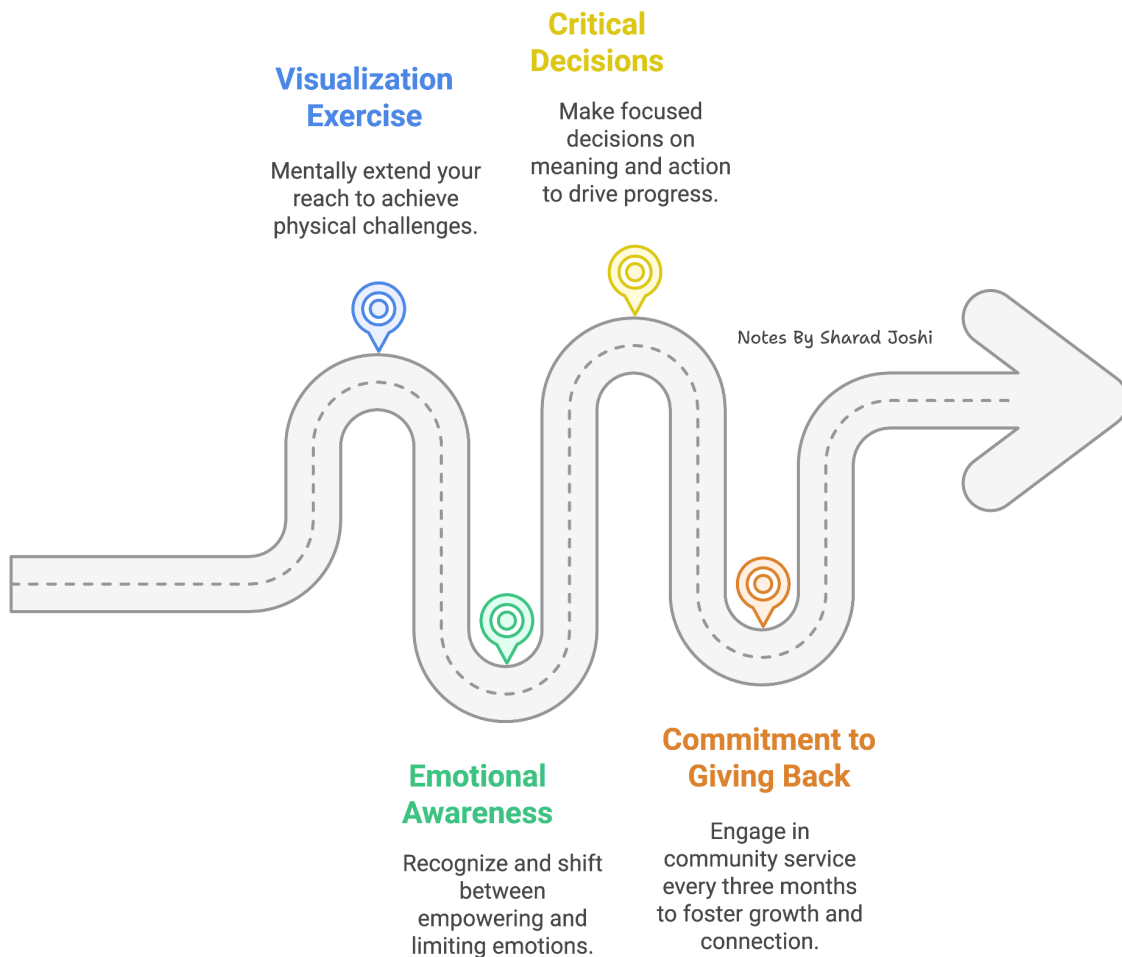 Visualization
Exercise
Mentally extend your
reach to achieve
physical challenges.
Critical
Decisions
Make focused
decisions on
meaning and action
to drive progress.
Notes By Sharad Joshi
Emotional
Awareness
Recognize and shift
between
empowering and
limiting emotions.
Commitment to
Giving Back
Engage in
community service
every three months
to foster growth and
connection.